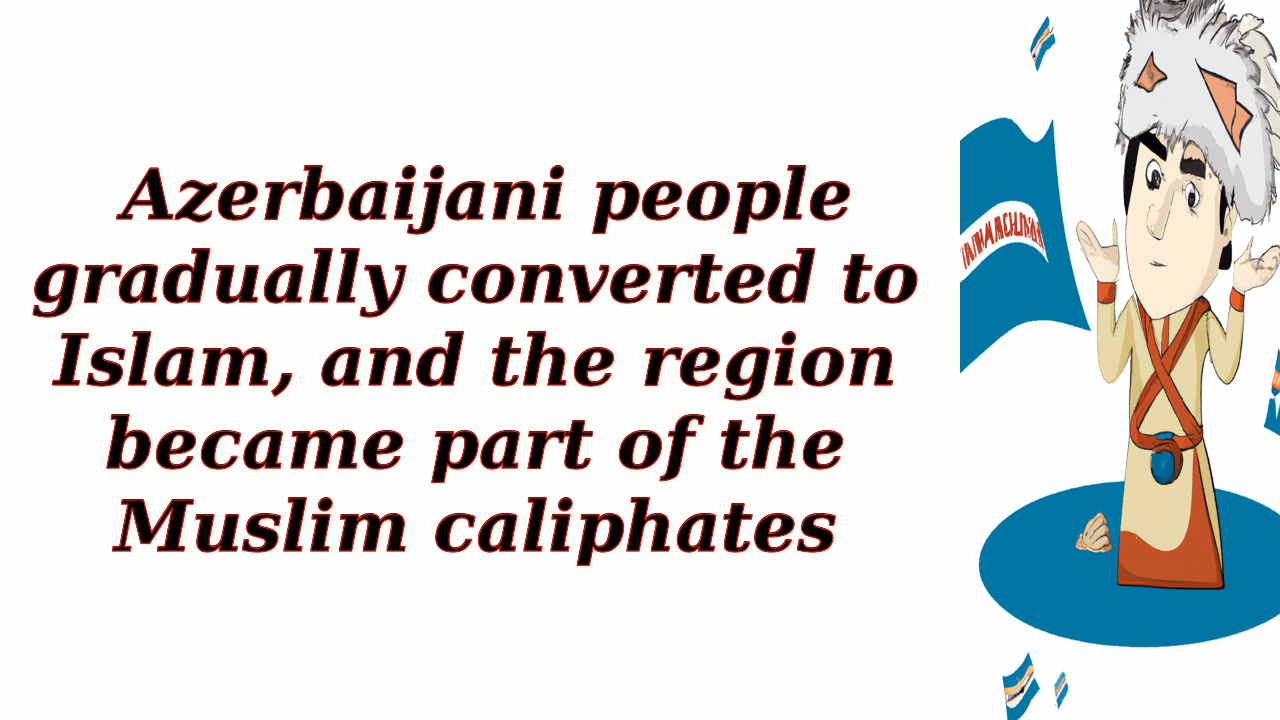 Azerbaijani people
gradually converted to
Islam, and the region
became part of the
Muslim caliphates